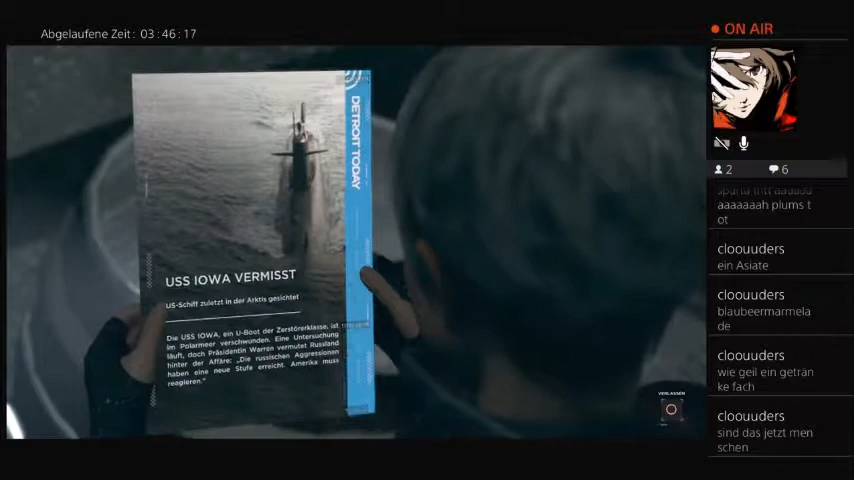 Abgelaufene Zeit: 03:46:17
ON AIR
2
6
DETROIT TODAY
USS IOWA VERMISST
US-Schiff zuletzt in der Arktis gesichtet
Die USS IOWA, ein U-Boot der Zerstörerklasse, ist
im Polarmeer verschwunden. Eine Untersuchung
läuft, doch Präsidentin Warren vermutet Russland
hinter der Affäre: „Die russischen Aggressionen
haben eine neue Stufe erreicht. Amerika muss
reagieren.“
VERLASSEN
aaaaaaah plums t
ot
cloouuders
ein Asiate
cloouuders
blaubeermarmela
de
cloouuders
wie geil ein geträn
ke fach
cloouuders
sind das jetzt men
schen